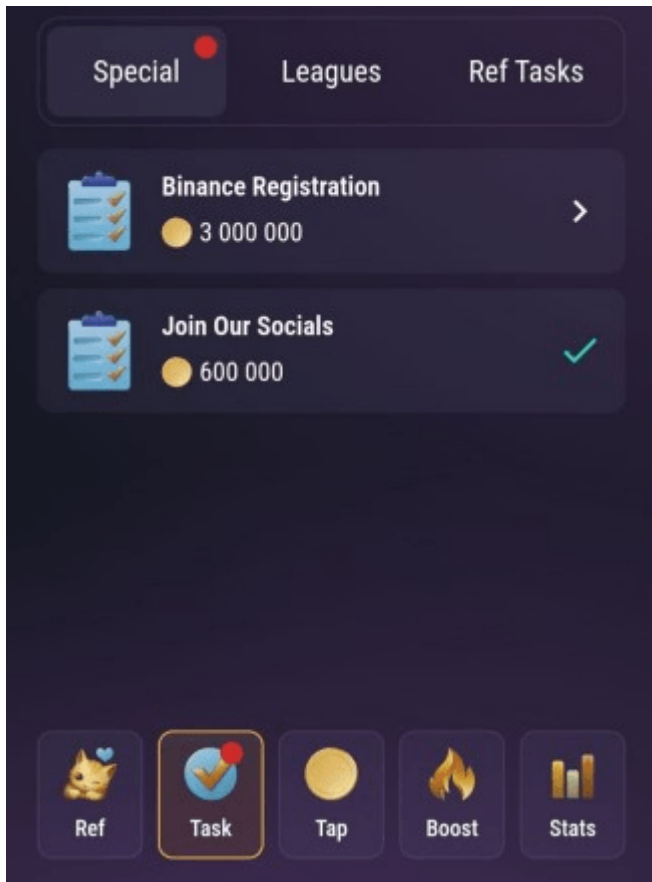 Special
Leagues
Ref Tasks
Binance Registration
3 000 000
Join Our Socials
600 000
Ref
Task
Tap
Boost
Stats